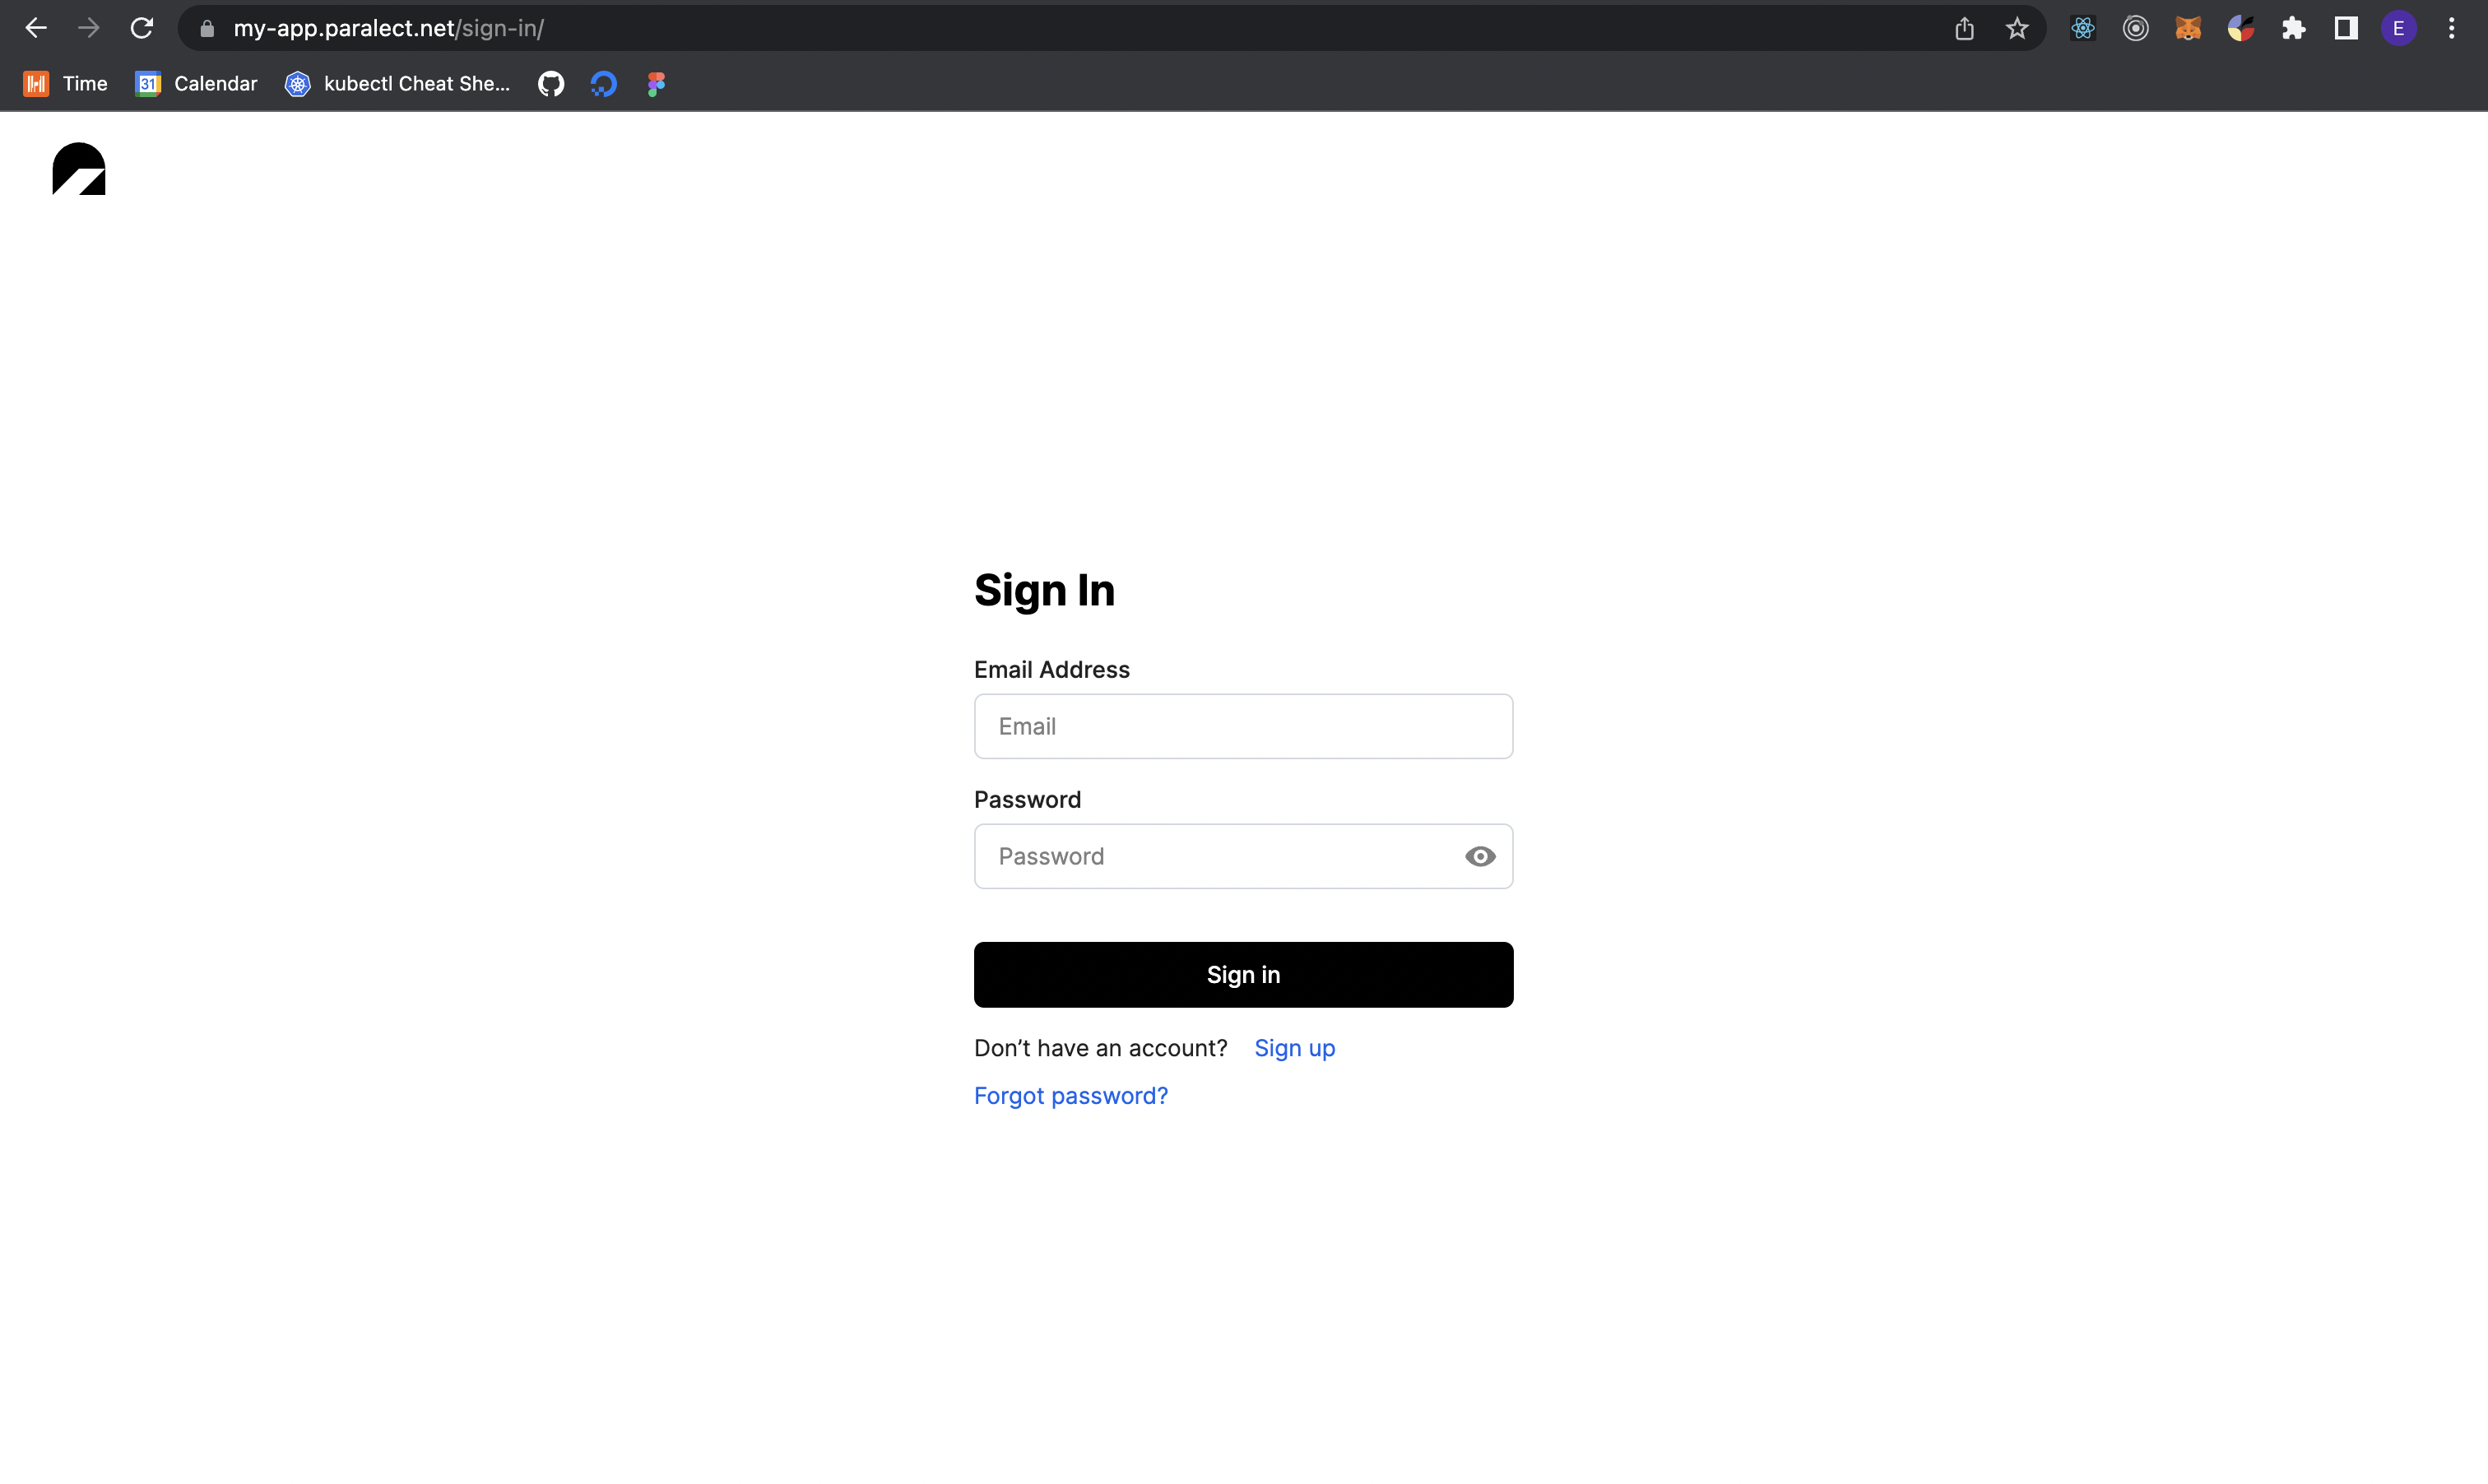 my-app.paralect.net/sign-in/
E
Time
31 Calendar
kubectl Cheat She...
Sign In
Email Address
Email
Password
Password
Sign in
Don’t have an account? Sign up
Forgot password?